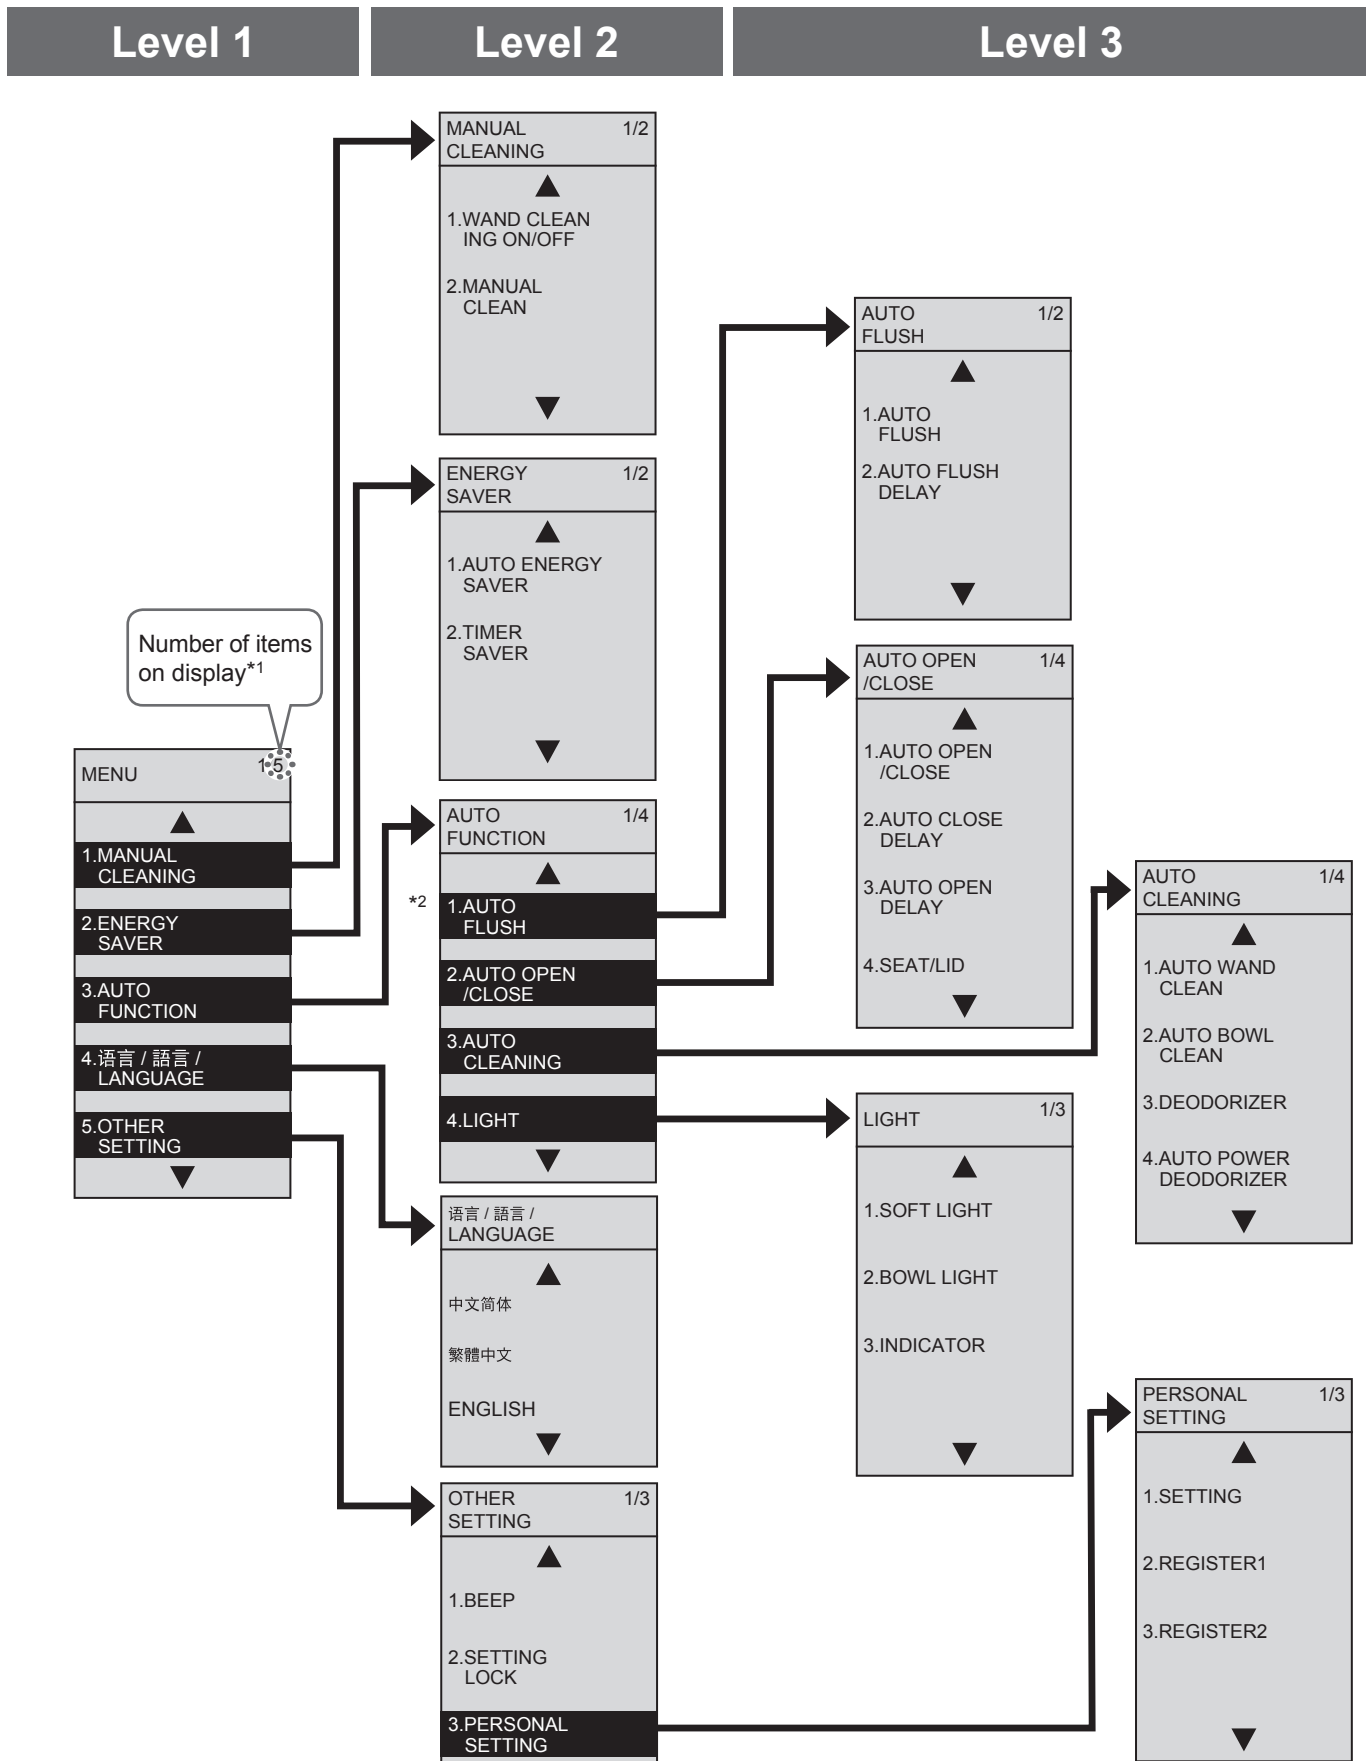 Level 1
Level 2
Level 3
Number of items
on display*1
MENU 1 5
1.MANUAL
CLEANING
2.ENERGY
SAVER
3.AUTO
FUNCTION
4.语言 / 語言 /
LANGUAGE
5.OTHER
SETTING
MANUAL 1/2
CLEANING
1.WAND CLEAN
ING ON/OFF
2.MANUAL
CLEAN
ENERGY 1/2
SAVER
1.AUTO ENERGY
SAVER
2.TIMER
SAVER
AUTO 1/4
FUNCTION
*2
1.AUTO
FLUSH
2.AUTO OPEN
/CLOSE
3.AUTO
CLEANING
4.LIGHT
语言 / 語言 /
LANGUAGE
中文简体
繁體中文
ENGLISH
OTHER 1/3
SETTING
1.BEEP
2.SETTING
LOCK
3.PERSONAL
SETTING
AUTO 1/2
FLUSH
1.AUTO
FLUSH
2.AUTO FLUSH
DELAY
AUTO OPEN 1/4
/CLOSE
1.AUTO OPEN
/CLOSE
2.AUTO CLOSE
DELAY
3.AUTO OPEN
DELAY
4.SEAT/LID
LIGHT 1/3
1.SOFT LIGHT
2.BOWL LIGHT
3.INDICATOR
AUTO 1/4
CLEANING
1.AUTO WAND
CLEAN
2.AUTO BOWL
CLEAN
3.DEODORIZER
4.AUTO POWER
DEODORIZER
PERSONAL 1/3
SETTING
1.SETTING
2.REGISTER1
3.REGISTER2